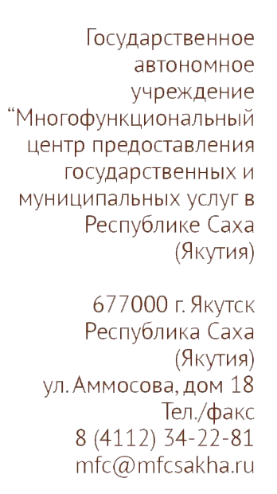 Государственное
автономное
учреждение
“Многофункциональный
центр предоставления
государственных и
муниципальных услуг в
Республике Саха
(Якутия)
677000 г. Якутск
Республика Саха
(Якутия)
ул. Аммосова, дом 18
Тел./факс
8 (4112) 34-22-81
mfc@mfcsakha.ru